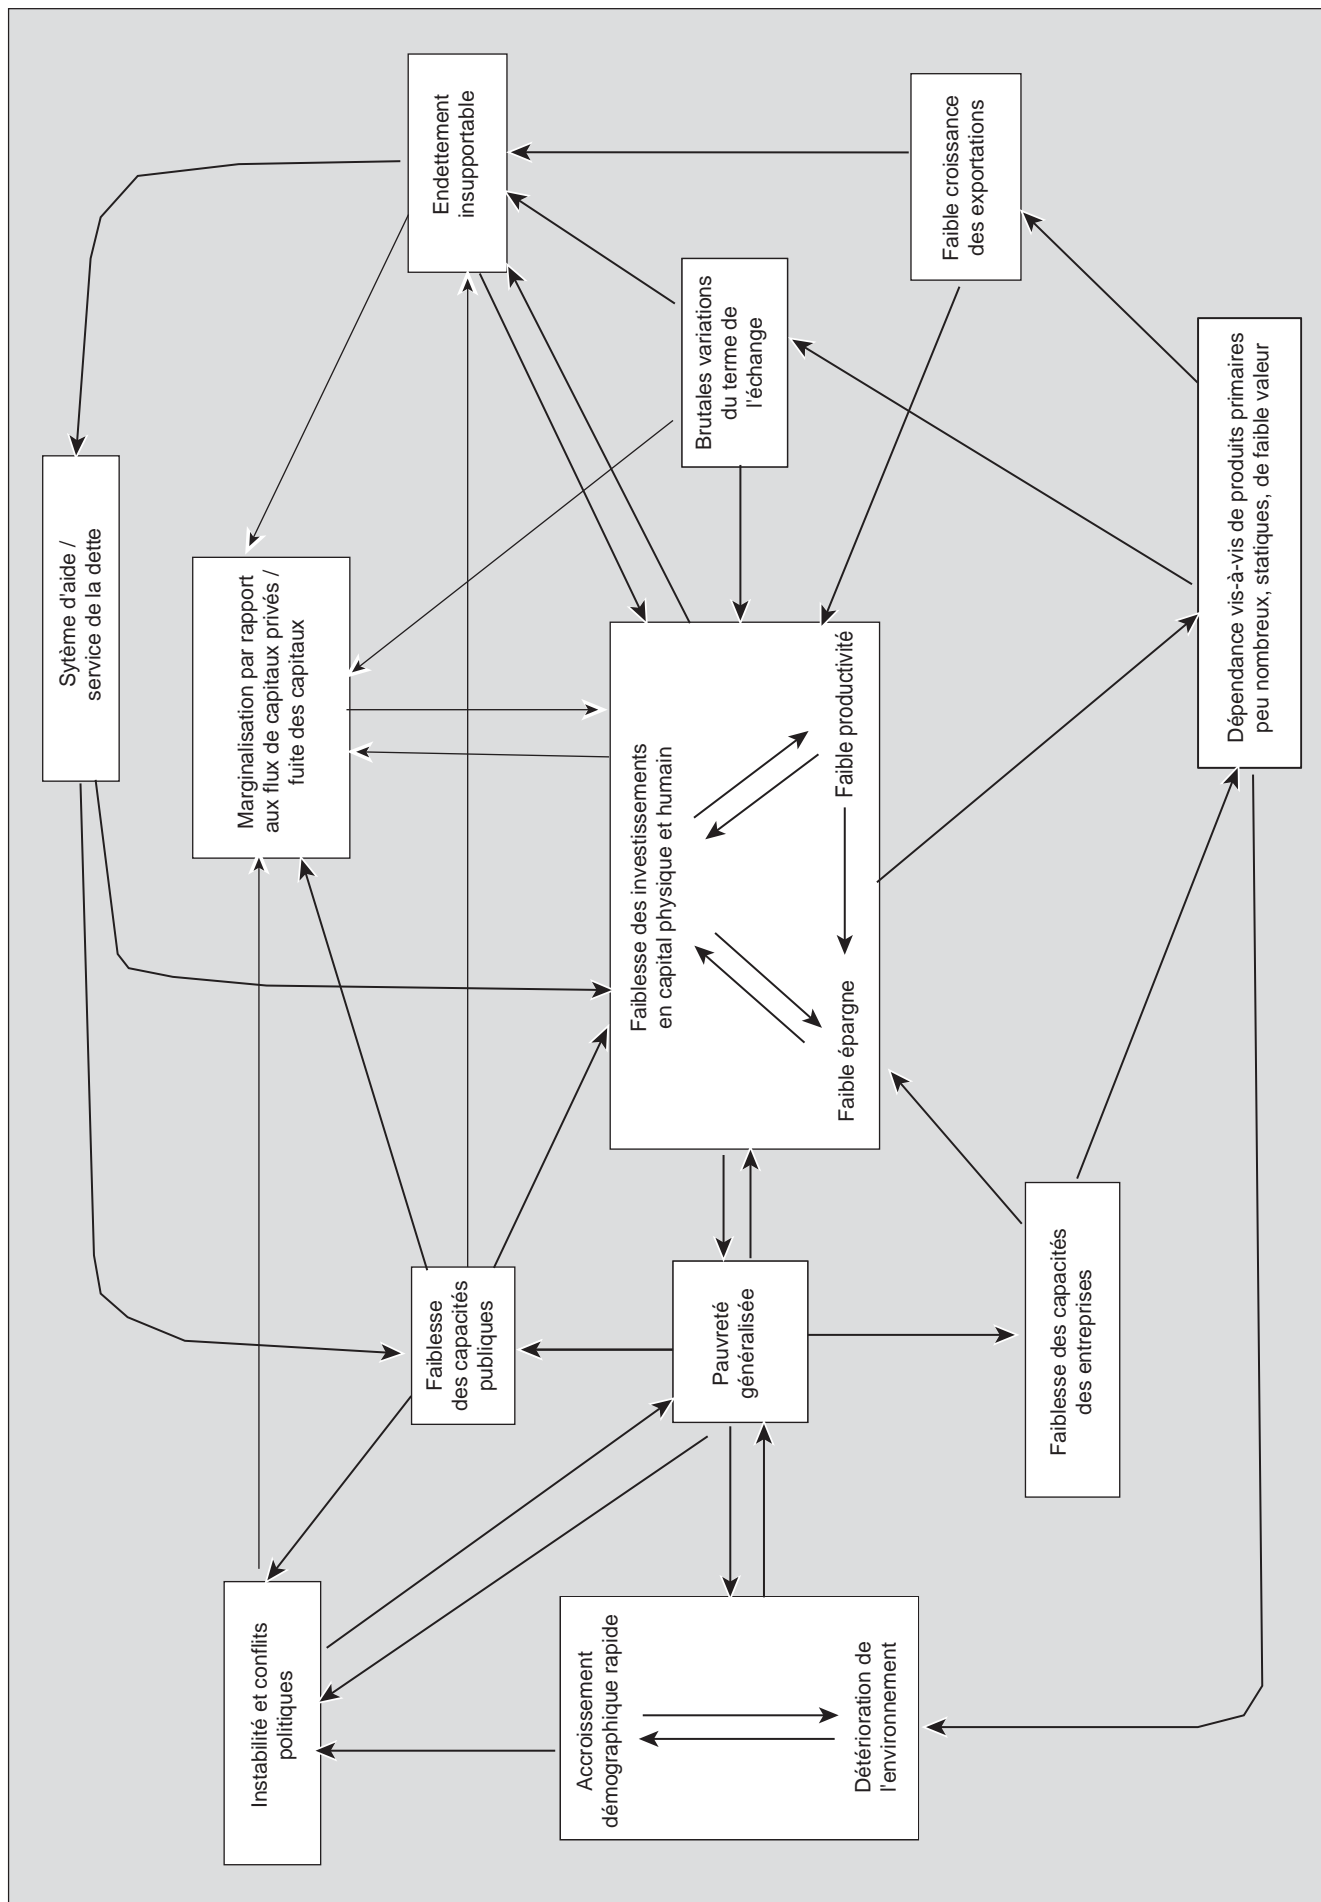 Sytème d'aide /
service de la dette
Instabilité et conflits
politiques
Marginalisation par rapport
aux flux de capitaux privés /
fuite des capitaux
Faiblesse
des capacités
publiques
Endettement
insupportable
Accroissement
démographique rapide
Détérioration de
l'environnement
Pauvreté
généralisée
Faiblesse des investissements
en capital physique et humain
Faible épargne
Faible productivité
Brutales variations
du terme de
l'échange
Faiblesse des capacités
des entreprises
Faible croissance
des exportations
Dépendance vis-à-vis de produits primaires
peu nombreux, statiques, de faible valeur